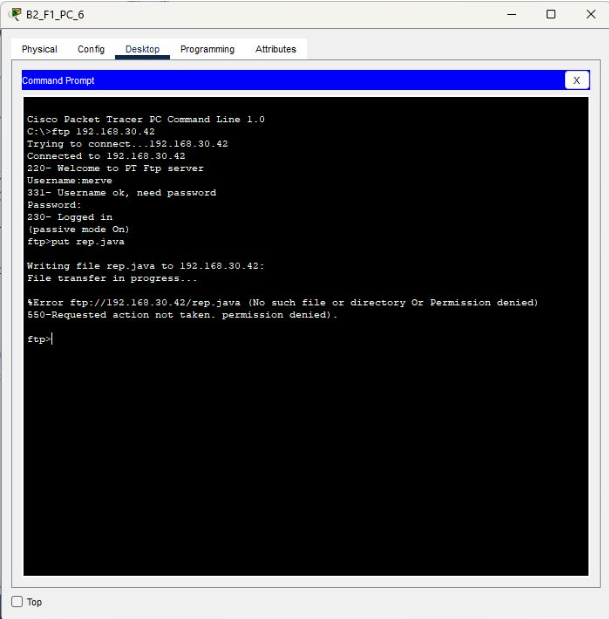 B2_F1_PC_6
Physical Config Desktop Programming Attributes
Command Prompt X
Cisco Packet Tracer PC Command Line 1.0
C:\>ftp 192.168.30.42
Trying to connect...192.168.30.42
Connected to 192.168.30.42
220- Welcome to PT Ftp server
Username:merve
331- Username ok, need password
Password:
230- Logged in
(passive mode On)
ftp>put rep.java
Writing file rep.java to 192.168.30.42:
File transfer in progress...
%Error ftp://192.168.30.42/rep.java (No such file or directory Or Permission denied)
550-Requested action not taken. permission denied).
ftp>
Top